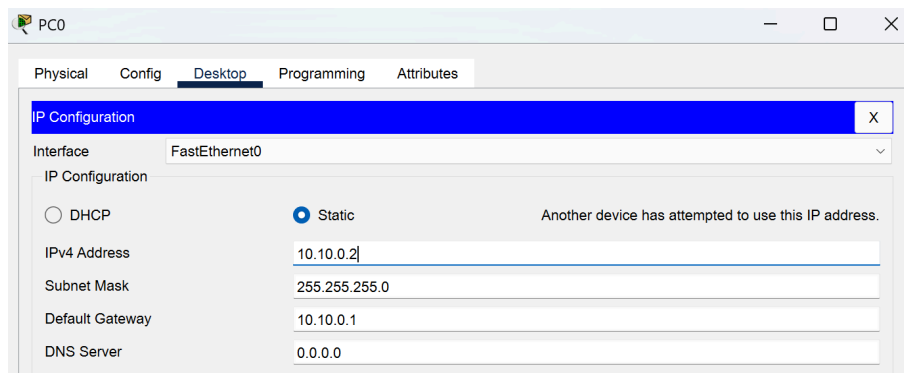 PC0
Physical Config Desktop Programming Attributes
IP Configuration X
Interface FastEthernet0
IP Configuration
DHCP Static Another device has attempted to use this IP address.
IPv4 Address 10.10.0.2
Subnet Mask 255.255.255.0
Default Gateway 10.10.0.1
DNS Server 0.0.0.0